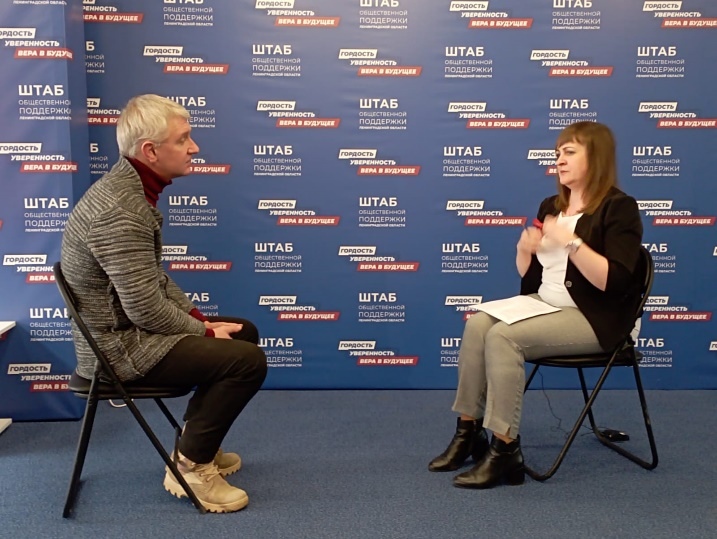 ГОРДОСТЬ
УВЕРЕННОСТЬ
ВЕРА В БУДУЩЕЕ
ШТАБ
ОБЩЕСТВЕННОЙ
ПОДДЕРЖКИ
ЛЕНИНГРАДСКОЙ ОБЛАСТИ